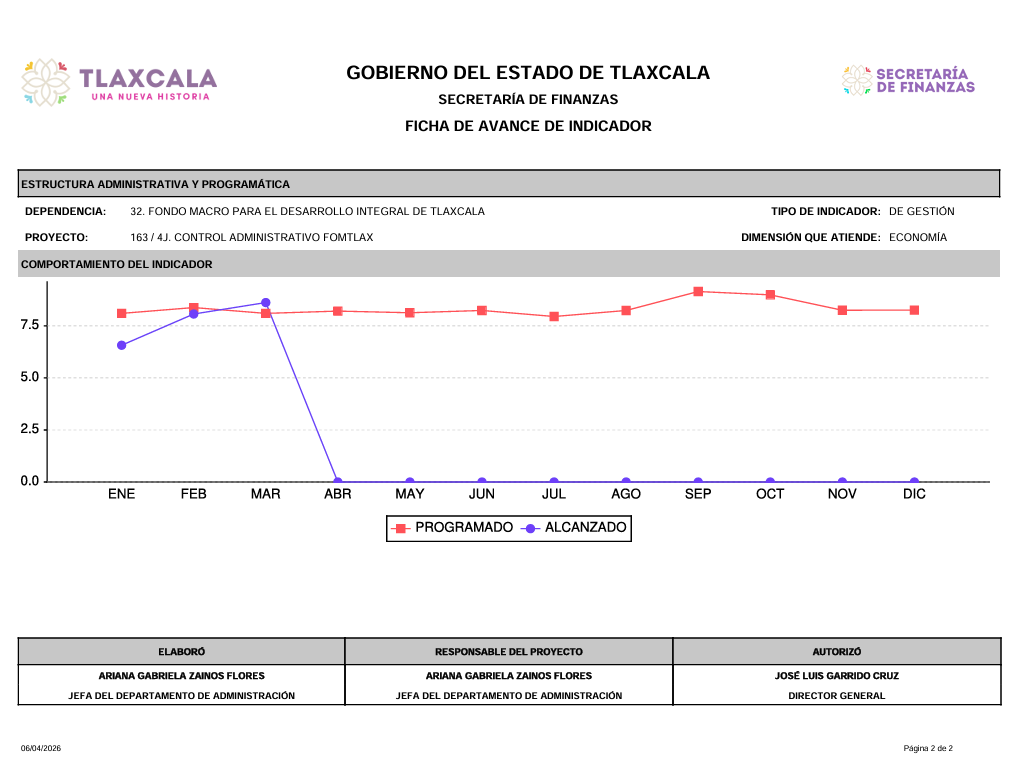 TLAXCALA
UNA NUEVA HISTORIA
GOBIERNO DEL ESTADO DE TLAXCALA
SECRETARÍA DE FINANZAS
FICHA DE AVANCE DE INDICADOR
SECRETARÍA
DE FINANZAS
ESTRUCTURA ADMINISTRATIVA Y PROGRAMÁTICA
DEPENDENCIA: 32. FONDO MACRO PARA EL DESARROLLO INTEGRAL DE TLAXCALA TIPO DE INDICADOR: DE GESTIÓN
PROYECTO: 163 / 4J. CONTROL ADMINISTRATIVO FOMTLAX DIMENSIÓN QUE ATIENDE: ECONOMÍA
COMPORTAMIENTO DEL INDICADOR
7.5
5.0
2.5
0.0
ENE FEB MAR ABR MAY JUN JUL AGO SEP OCT NOV DIC
PROGRAMADO ALCANZADO
ELABORÓ RESPONSABLE DEL PROYECTO AUTORIZÓ
ARIANA GABRIELA ZAINOS FLORES ARIANA GABRIELA ZAINOS FLORES JOSÉ LUIS GARRIDO CRUZ
JEFA DEL DEPARTAMENTO DE ADMINISTRACIÓN JEFA DEL DEPARTAMENTO DE ADMINISTRACIÓN DIRECTOR GENERAL
06/04/2026 Página 2 de 2